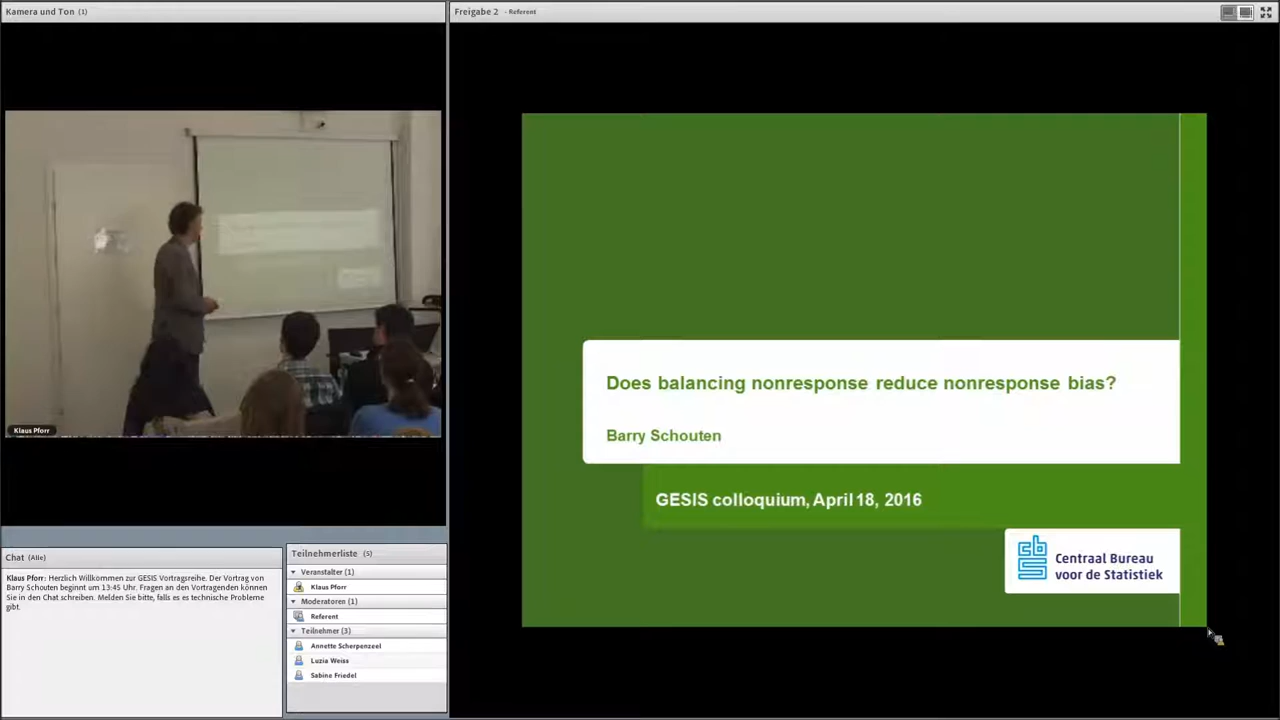 Kamera und Ton (1)
Freigabe 2 - Referent
Klaus Pforr
Does balancing nonresponse reduce nonresponse bias?
Barry Schouten
GESIS colloquium, April 18, 2016
Centraal Bureau
voor de Statistiek
Chat (Alle)
Klaus Pforr: Herzlich Willkommen zur GESIS Vortragsreihe. Der Vortrag von
Barry Schouten beginnt um 13:45 Uhr. Fragen an den Vortragenden können
Sie in den Chat schreiben. Melden Sie bitte, falls es es technische Probleme
gibt.
Teilnehmerliste (5)
Veranstalter (1)
Klaus Pforr
Moderatoren (1)
Referent
Teilnehmer (3)
Annette Scherpenzeel
Luzia Weiss
Sabine Friedel